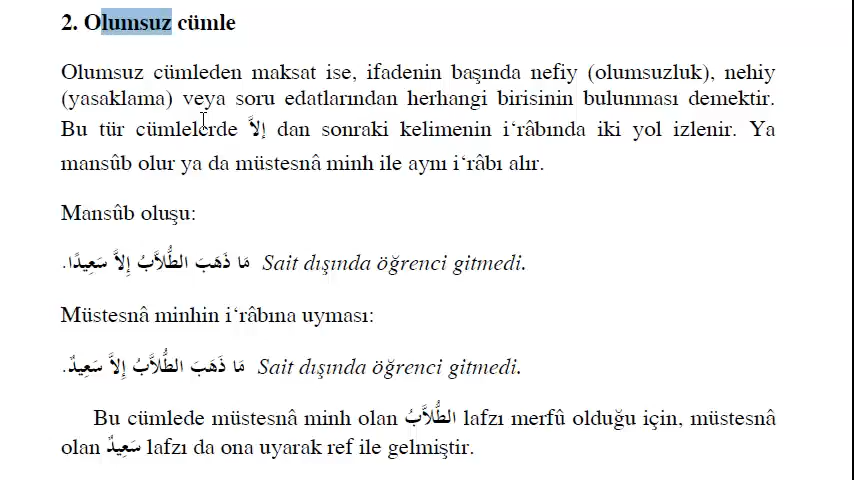 2. Olumsuz cümle
Olumsuz cümleden maksat ise, ifadenin başında nefiy (olumsuzluk), nehiy
(yasaklama) veya soru edatlarından herhangi birisinin bulunması demektir.
Bu tür cümlelerde إلاَّ dan sonraki kelimenin i‘râbında iki yol izlenir. Ya
mansûb olur ya da müstesnâ minh ile aynı i‘râbı alır.
Mansûb oluşu:
مَا ذَهَبَ الطُّلاَّبُ إِلاَّ سَعِيدًا. Sait dışında öğrenci gitmedi.
Müstesnâ minhin i‘râbına uyması:
مَا ذَهَبَ الطُّلاَّبُ إِلاَّ سَعِيدٌ. Sait dışında öğrenci gitmedi.
Bu cümlede müstesnâ minh olan الطُّلاَّبُ lafzı merfû olduğu için, müstesnâ
olan سَعِيدٌ lafzı da ona uyarak ref ile gelmiştir.